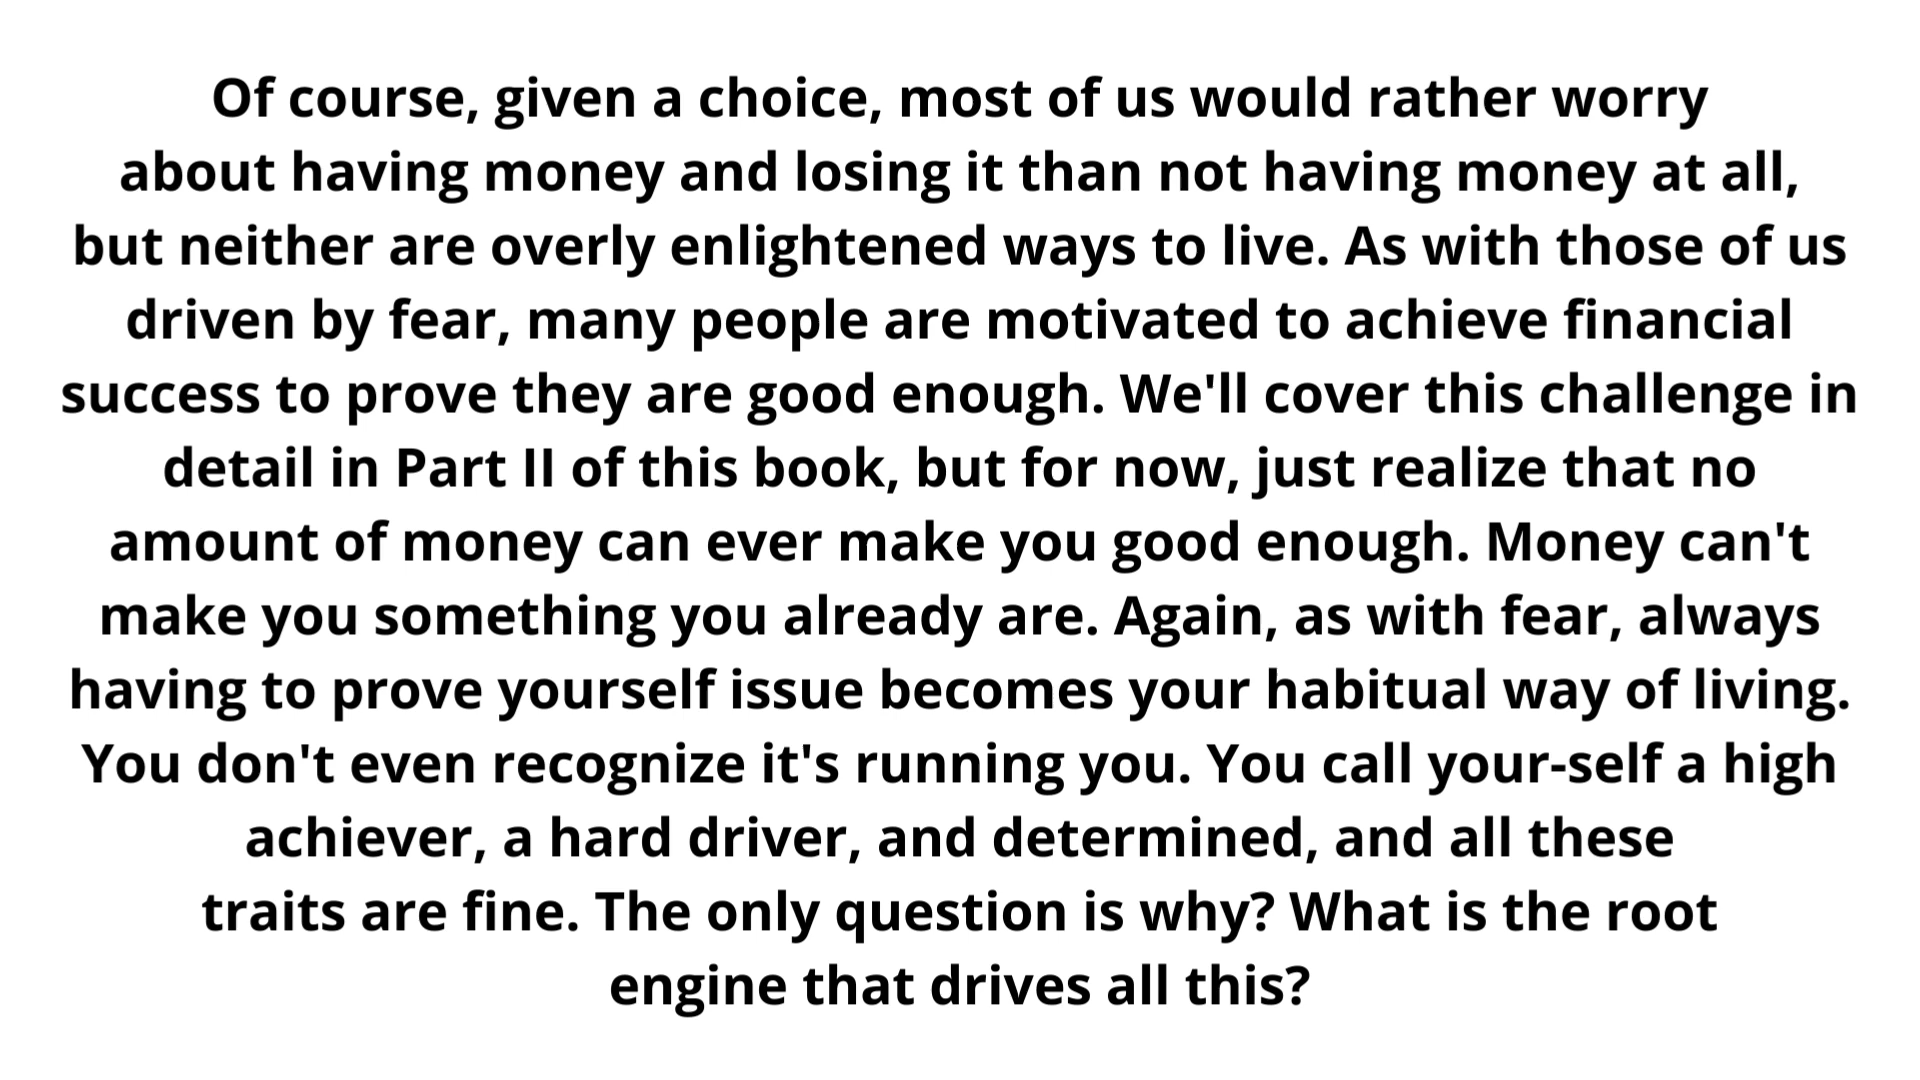 Of course, given a choice, most of us would rather worry
about having money and losing it than not having money at all,
but neither are overly enlightened ways to live. As with those of us
driven by fear, many people are motivated to achieve financial
success to prove they are good enough. We'll cover this challenge in
detail in Part II of this book, but for now, just realize that no
amount of money can ever make you good enough. Money can't
make you something you already are. Again, as with fear, always
having to prove yourself issue becomes your habitual way of living.
You don't even recognize it's running you. You call your-self a high
achiever, a hard driver, and determined, and all these
traits are fine. The only question is why? What is the root
engine that drives all this?